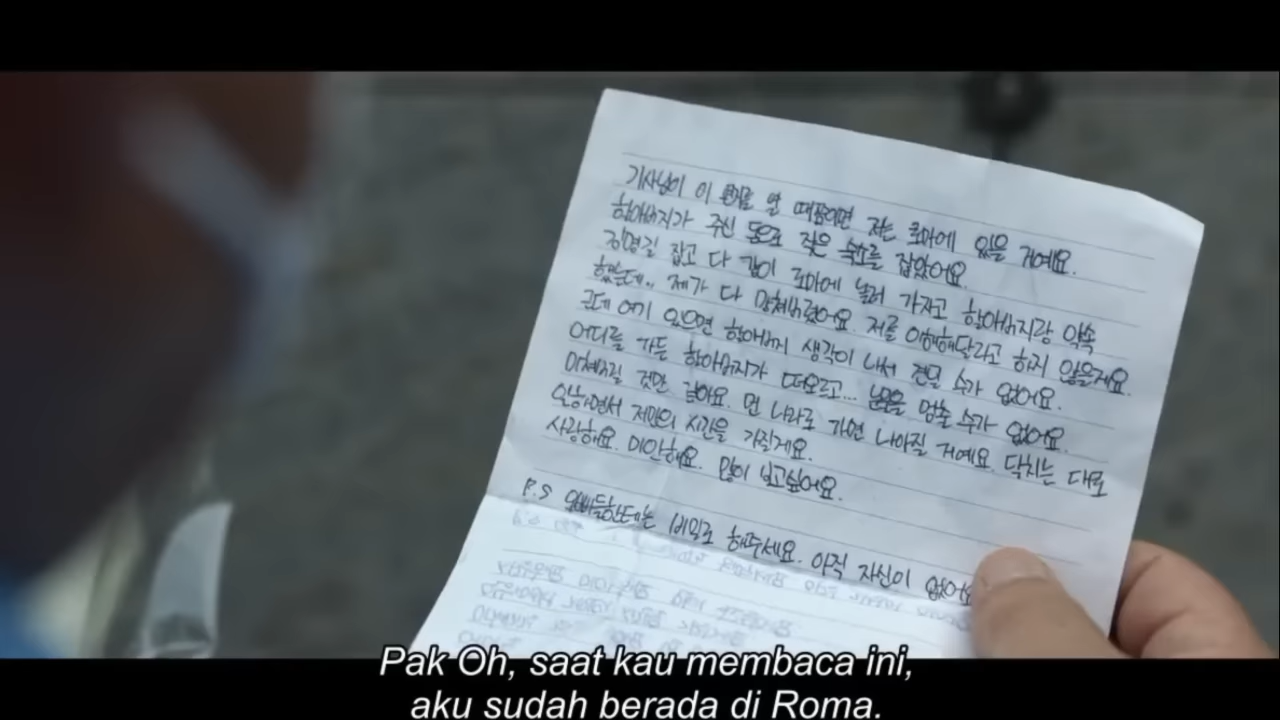 기사님이 이 편지를 볼 때쯤이면 저는 로마에 있을 거예요.
할아버지가 주신 돈으로 작은 숙소를 잡았어요.
장명길 잡고 다 같이 로마에 놀러 가자고 할아버지랑 약속
했는데.. 제가 다 망쳐버렸어요. 저를 이해해달라고 하지 않을게요.
근데 여기 있으면 할아버지 생각이 나서 견딜 수가 없어요.
어디를 가든 할아버지가 떠오르고... 눈물을 멈출 수가 없어요.
미쳐버릴 것만 같아요. 먼 나라로 가면 나아질 거예요. 닥치는 대로
일하면서 저만의 시간을 가질게요.
사랑해요. 미안해요. 많이 보고싶어요.
P.S 오빠들한테는 비밀로 해주세요. 아직 자신이 없어요
Pak Oh, saat kau membaca ini,
aku sudah berada di Roma.